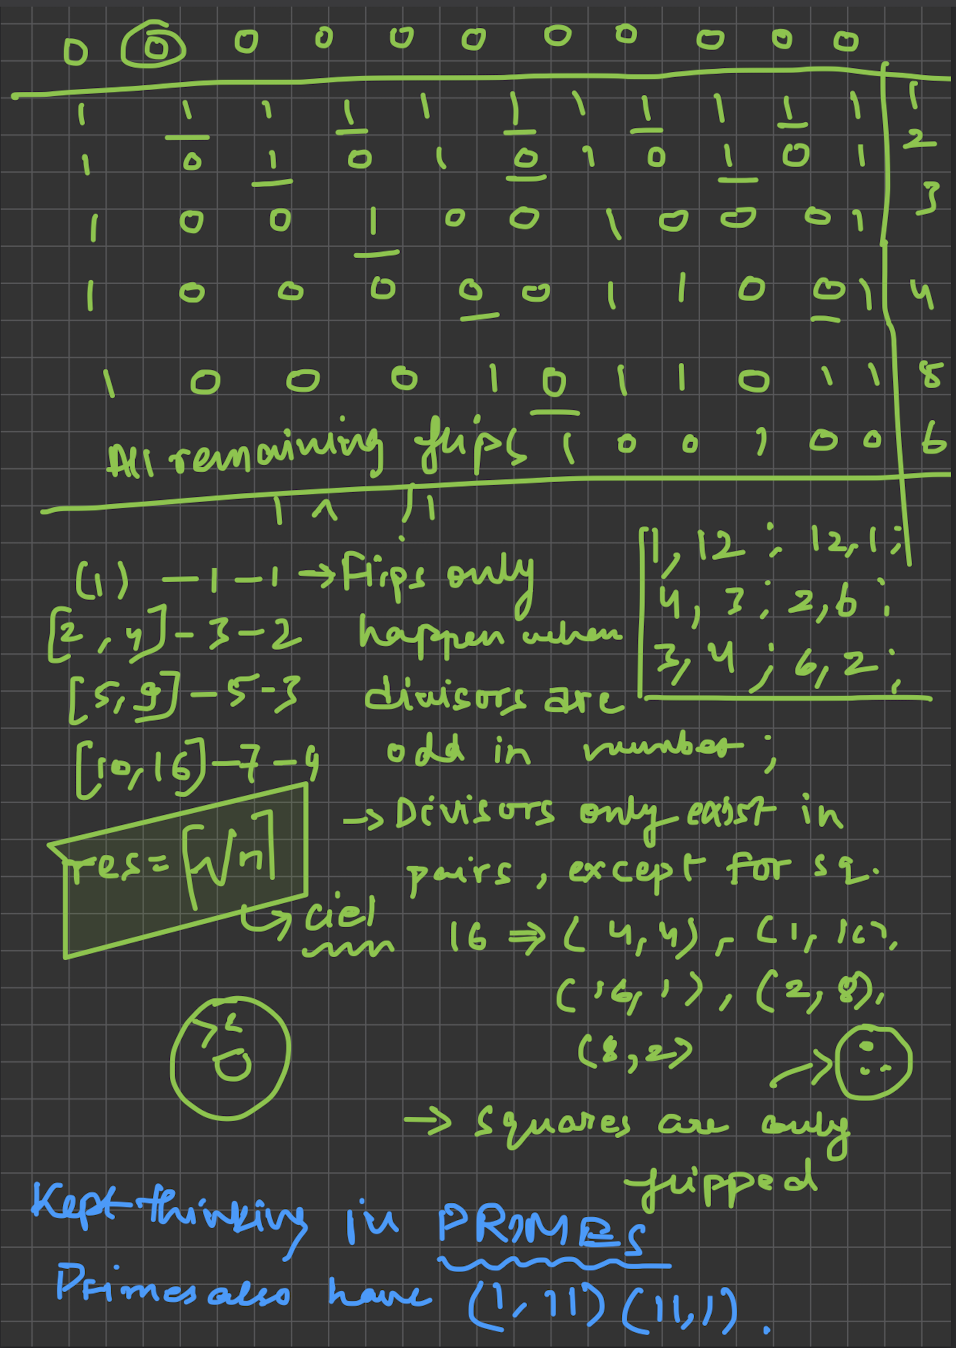 0 0 0 0 0 0 0 0 0 0 0
1 1 1 1 1 1 1 1 1 1 1 1
1 0 1 0 1 0 1 0 1 0 1 2
1 0 0 1 0 0 1 0 0 0 1 3
1 0 0 0 0 0 1 1 0 0 1 4
1 0 0 0 1 0 1 1 0 1 1 8
All remaining flips 1 0 0 1 0 0 6
(1) - 1 - 1 → Flips only
[2, 4] - 3 - 2 happen when
[5, 9] - 5 - 3 divisors are
[10, 16] - 7 - 4 odd in number;
1, 12 ; 12, 1 ;
4, 3 ; 2, 6 ;
3, 4 ; 6, 2 ;
→ Divisors only exist in
pairs, except for sq.
res = ⌈√n⌉
↪ ciel
16 ⇒ (4, 4), (1, 16),
(16, 1), (2, 8),
(8, 2)
→ squares are only
flipped
Kept thinking in PRIMES
Primes also have (1, 11) (11, 1).